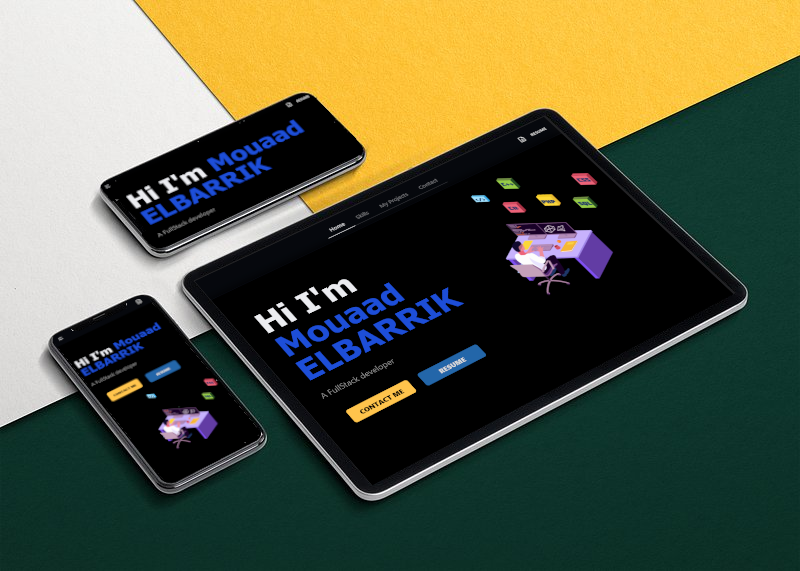 RESUME
Hi I'm Mouaad
ELBARRIK
A FullStack developer
Home
Skills
My Projects
Contact
RESUME
</>
PHP
Hi I'm
Mouaad
ELBARRIK
A FullStack developer
CONTACT ME
RESUME
Hi I'm Mouaad
ELBARRIK
A FullStack developer
CONTACT ME
RESUME